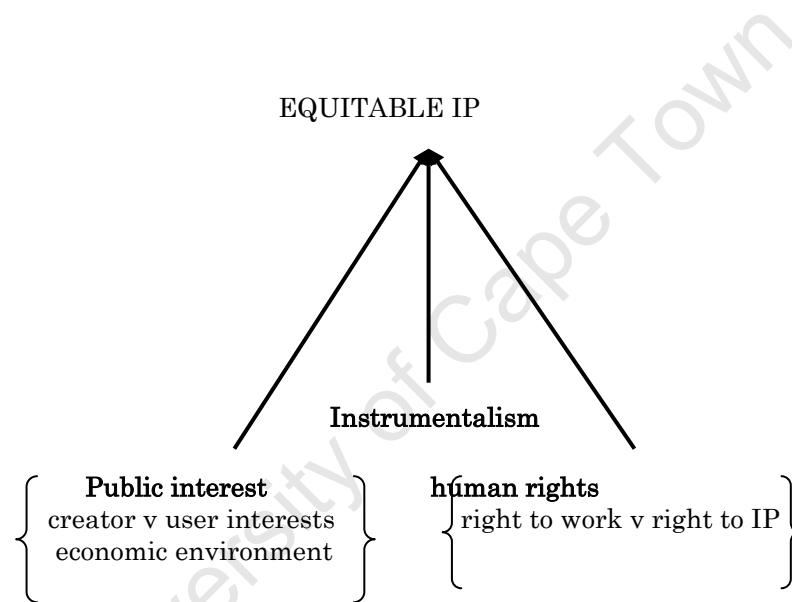 EQUITABLE IP
Instrumentalism
Public interest
creator v user interests
economic environment
human rights
right to work v right to IP
University of Cape Town